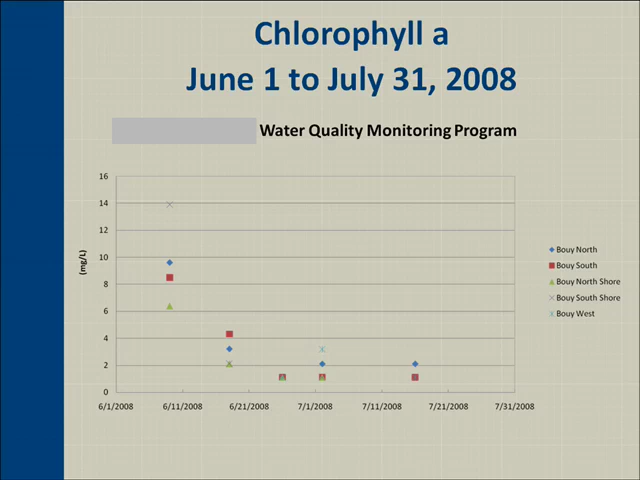 Chlorophyll a
June 1 to July 31, 2008
Water Quality Monitoring Program
16
14
12
10
8
6
4
2
0
(mg/L)
6/1/2008 6/11/2008 6/21/2008 7/1/2008 7/11/2008 7/21/2008 7/31/2008
Bouy North
Bouy South
Bouy North Shore
Bouy South Shore
Bouy West